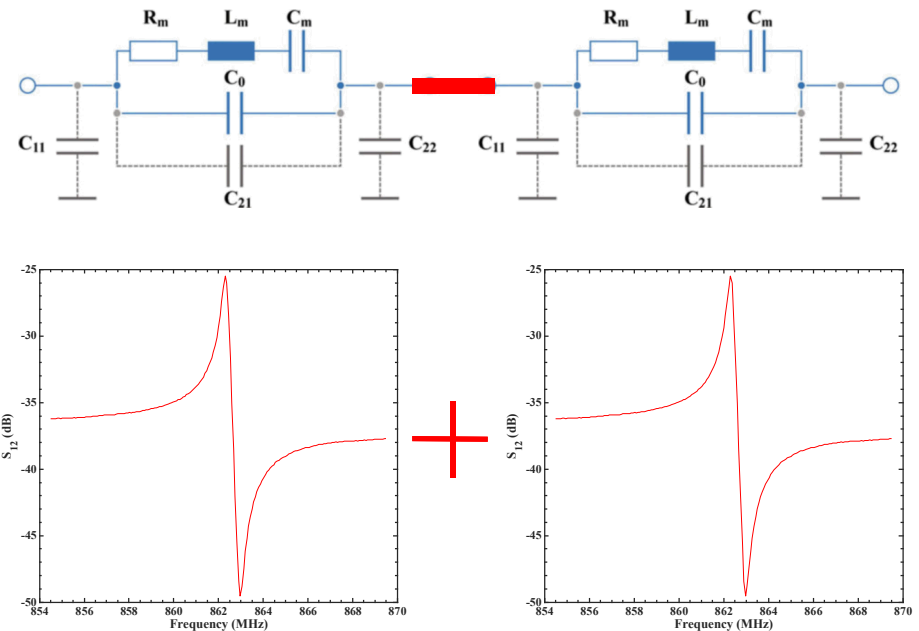 Rₘ Lₘ Cₘ Rₘ Lₘ Cₘ
C₀ C₀
C₁₁ C₂₂ C₁₁ C₂₂
C₂₁ C₂₁
-25
-30
-35
-40
-45
-50
S₁₂ (dB)
854 856 858 860 862 864 866 868 870
Frequency (MHz)
-25
-30
-35
-40
-45
-50
S₁₂ (dB)
854 856 858 860 862 864 866 868 870
Frequency (MHz)